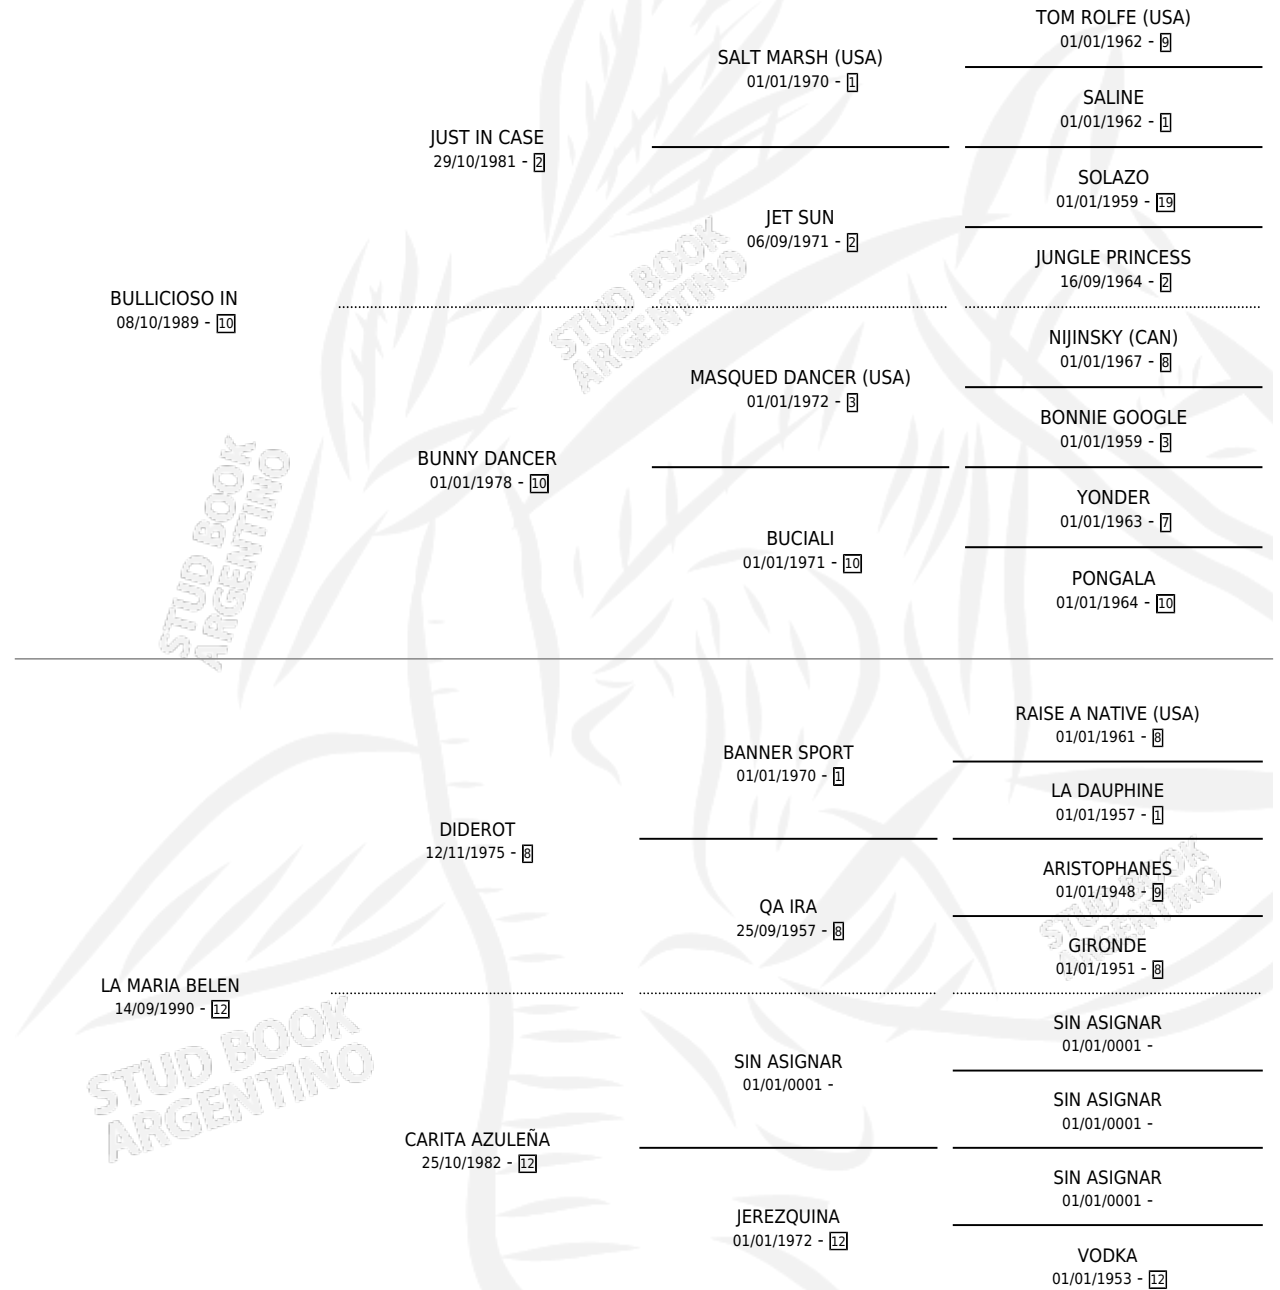 TOM ROLFE (USA)
01/01/1962 - 9
SALT MARSH (USA)
01/01/1970 - 1
SALINE
01/01/1962 - 1
JUST IN CASE
29/10/1981 - 2
SOLAZO
01/01/1959 - 19
JET SUN
06/09/1971 - 2
JUNGLE PRINCESS
16/09/1964 - 2
BULLICIOSO IN
08/10/1989 - 10
NIJINSKY (CAN)
01/01/1967 - 8
MASQUED DANCER (USA)
01/01/1972 - 3
BONNIE GOOGLE
01/01/1959 - 3
BUNNY DANCER
01/01/1978 - 10
YONDER
01/01/1963 - 7
BUCIALI
01/01/1971 - 10
PONGALA
01/01/1964 - 10
STUD BOOK
ARGENTINO
STUD BOOK
ARGENTINO
RAISE A NATIVE (USA)
01/01/1961 - 8
BANNER SPORT
01/01/1970 - 1
LA DAUPHINE
01/01/1957 - 1
DIDEROT
12/11/1975 - 8
ARISTOPHANES
01/01/1948 - 9
QA IRA
25/09/1957 - 8
GIRONDE
01/01/1951 - 8
STUD BOOK
ARGENTINO
LA MARIA BELEN
14/09/1990 - 12
SIN ASIGNAR
01/01/0001 -
SIN ASIGNAR
01/01/0001 -
SIN ASIGNAR
01/01/0001 -
CARITA AZULEÑA
25/10/1982 - 12
SIN ASIGNAR
01/01/0001 -
JEREZQUINA
01/01/1972 - 12
VODKA
01/01/1953 - 12
STUD BOOK
ARGENTINO